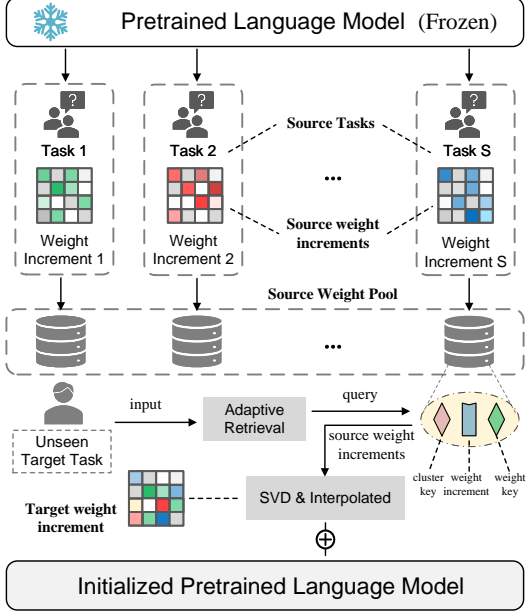 Pretrained Language Model (Frozen)
? ? ?
Task 1 Task 2 Source Tasks Task S
...
Weight Increment 1
Weight Increment 2
Source weight increments
Weight Increment S
Source Weight Pool
...
Unseen Target Task
input
Adaptive Retrieval
query
source weight increments
cluster key
weight increment
weight key
Target weight increment
SVD & Interpolated
Initialized Pretrained Language Model